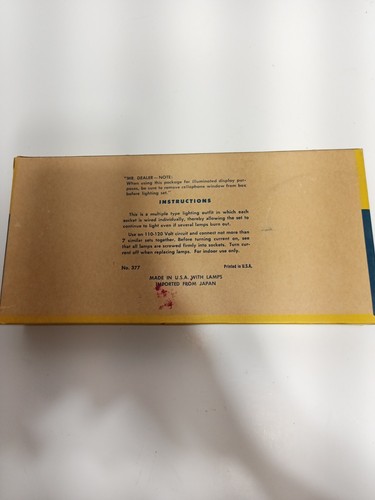 "MR. DEALER—NOTE:
When using this package for illuminated display pur-
poses, be sure to remove cellophane window from box
before lighting set."
INSTRUCTIONS
This is a multiple type lighting outfit in which each
socket is wired individually, thereby allowing the set to
continue to light even if several lamps burn out.
Use on 110-120 Volt circuit and connect not more than
7 similar sets together. Before turning current on, see
that all lamps are screwed firmly into sockets. Turn cur-
rent off when replacing lamps. For indoor use only.
No. 377 Printed in U.S.A.
MADE IN U.S.A. WITH LAMPS
IMPORTED FROM JAPAN